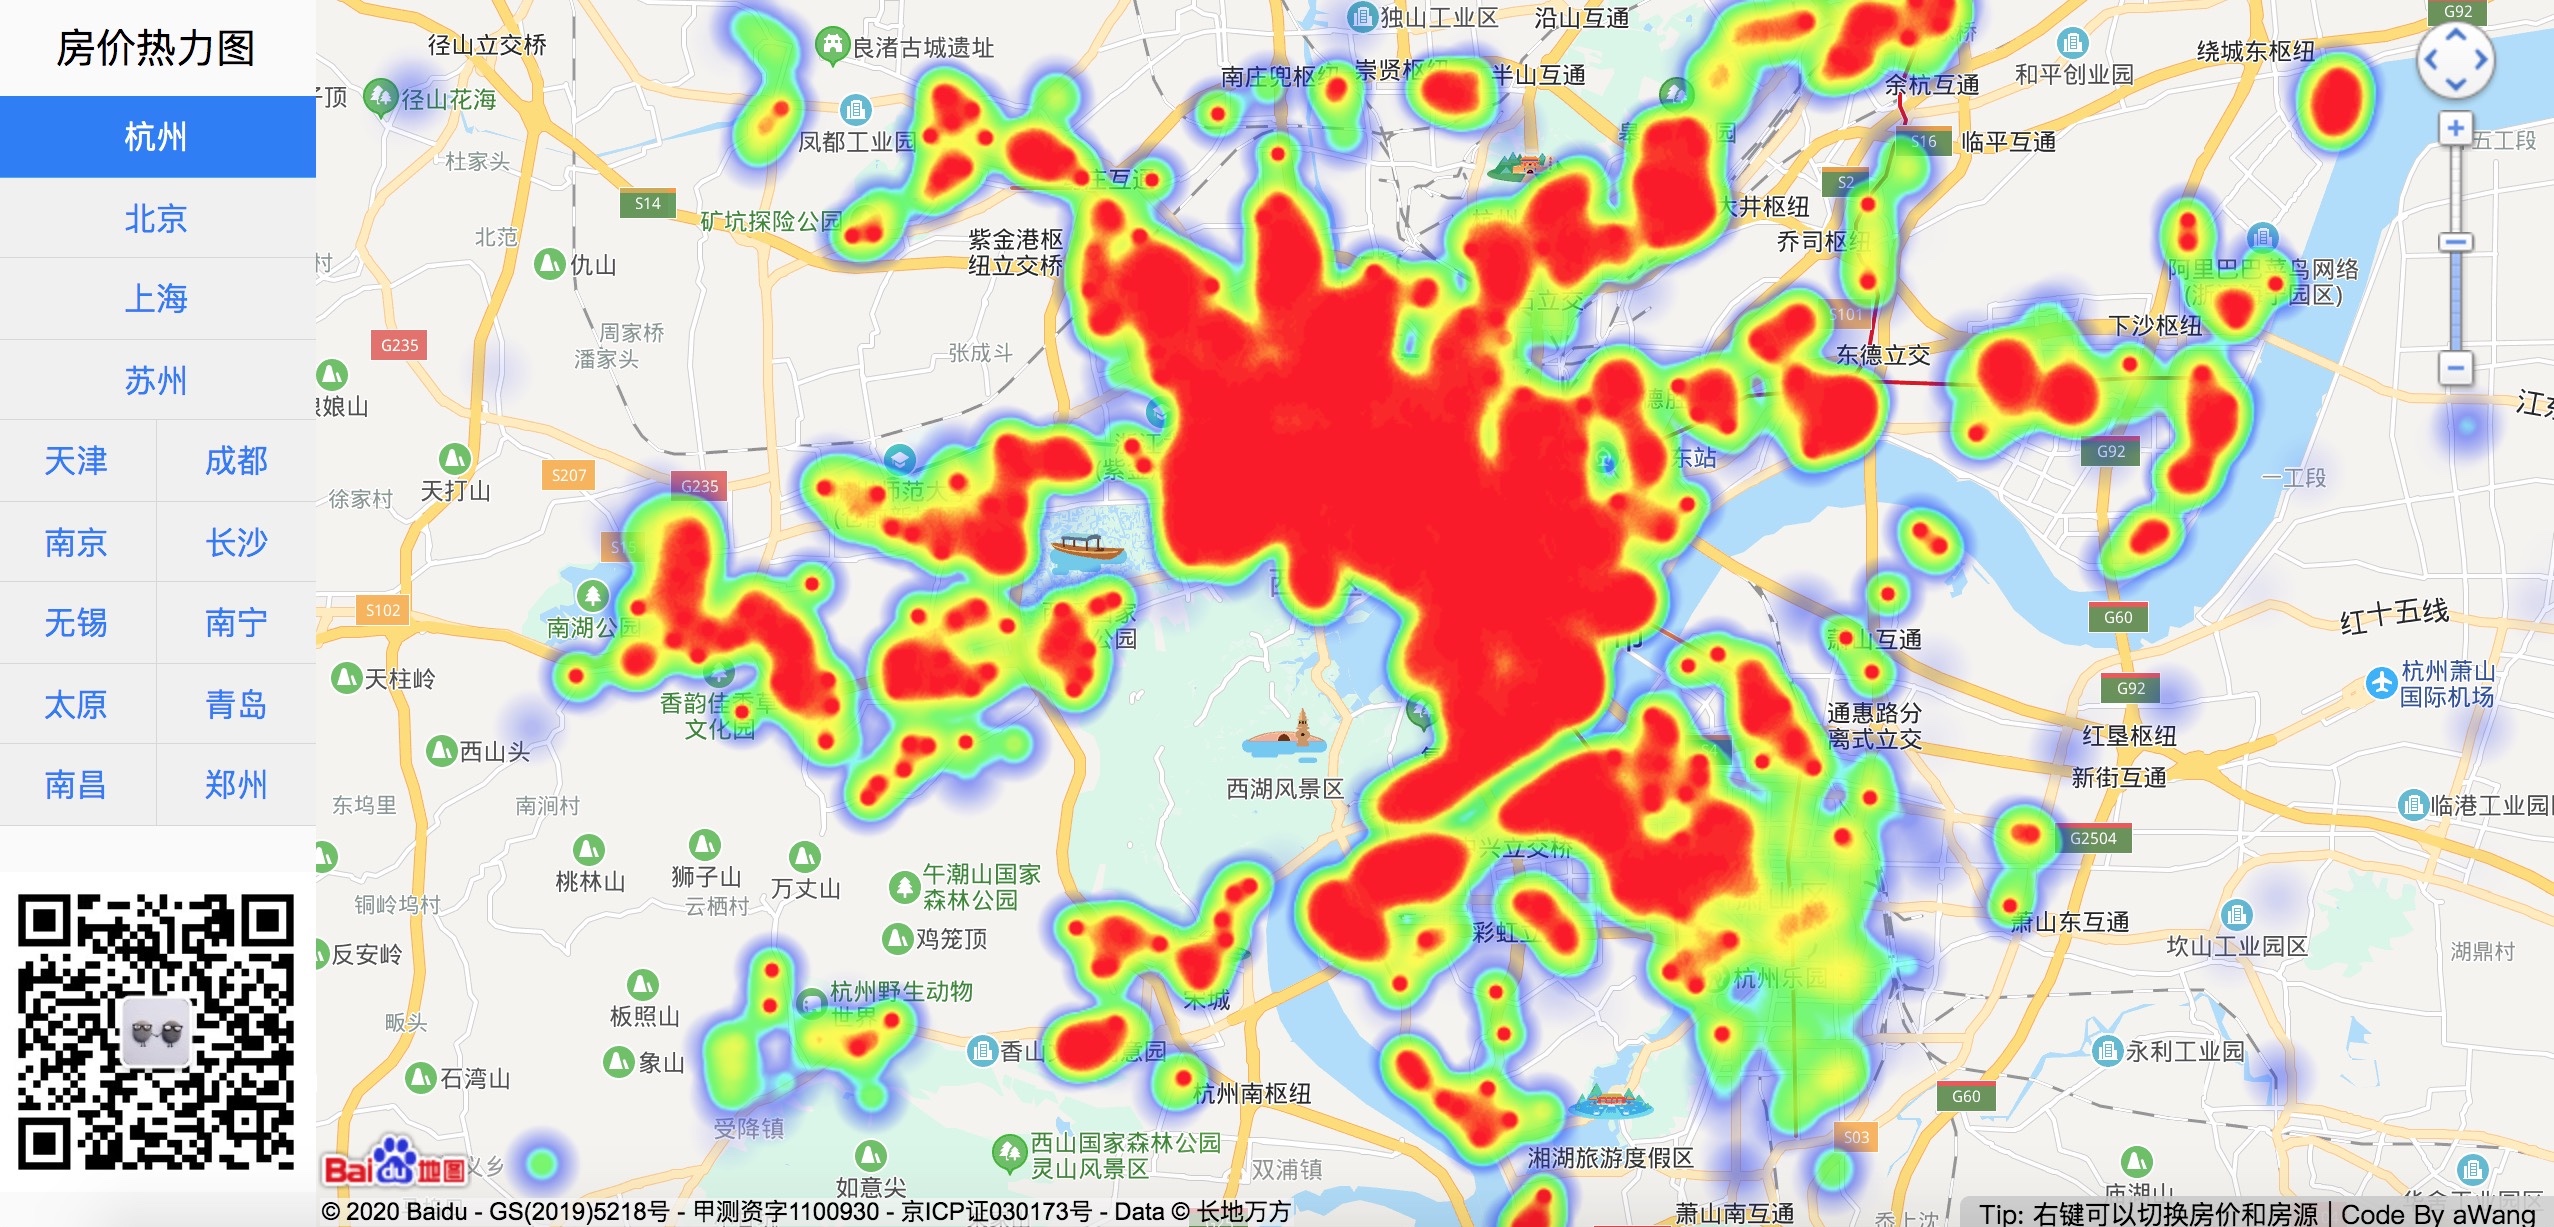 房价热力图
杭州
北京
上海
苏州
天津
成都
南京
长沙
无锡
南宁
太原
青岛
南昌
郑州
径山立交桥
良渚古城遗址
独山工业区
沿山互通
G92
绕城东枢纽
和平创业园
南庄兜枢纽
半山互通
余杭互通
径山花海
凤都工业园
杜家头
S16
临平互通
五工段
S14
S2
矿坑探险公园
北范
紫金港枢
纽立交桥
大井枢纽
乔司枢纽
仇山
阿里巴巴菜鸟网络
周家桥
潘家头
张成斗
G235
S101
下沙枢纽
东德立交
S207
G235
天打山
徐家村
东站
G92
一工段
S102
南湖公园
天柱岭
G60
红十五线
萧山互通
杭州萧山
国际机场
G92
文化园
通惠路分
离式立交
红垦枢纽
新街互通
西山头
西湖风景区
东坞里
南涧村
临港工业园
G2504
桃林山
狮子山
万丈山
午潮山国家
森林公园
云栖村
铜岭坞村
鸡笼顶
反安岭
萧山东互通
坎山工业园区
湖鼎村
杭州乐园
杭州野生动物
世界
宋城
板照山
畈头
象山
石湾山
杭州南枢纽
永利工业园
G60
受降镇
西山国家森林公园
灵山风景区
双浦镇
如意尖
湘湖旅游度假区
S03
萧山南互通
Bai du 地图
© 2020 Baidu - GS(2019)5218号 - 甲测资字1100930 - 京ICP证030173号 - Data © 长地万方
Tip: 右键可以切换房价和房源 | Code By aWang